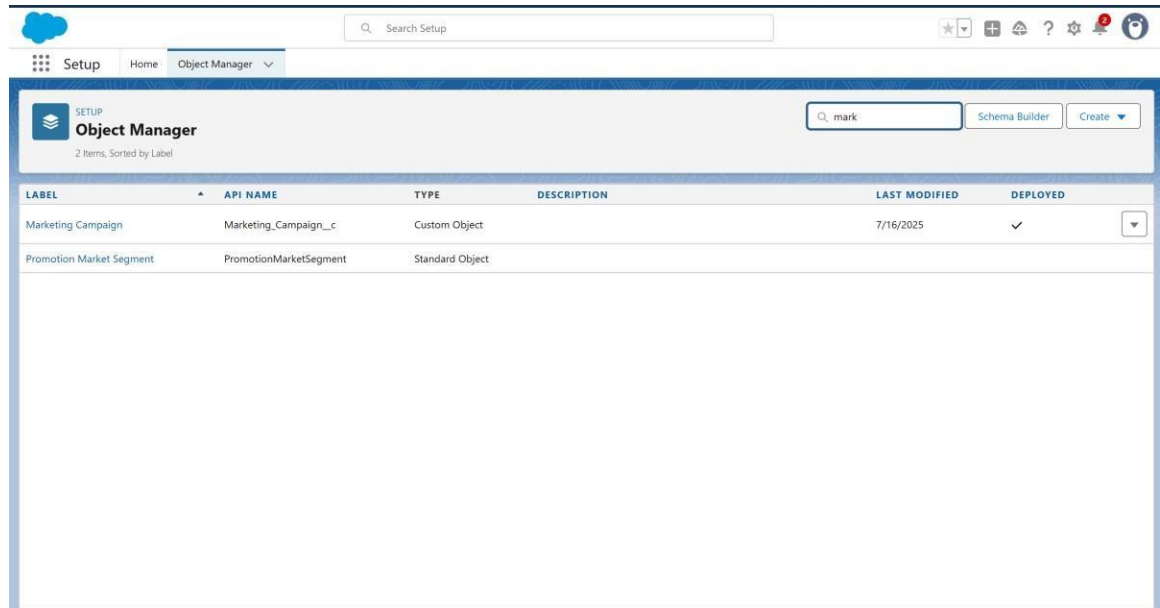 Search Setup
2
Setup Home Object Manager
SETUP
Object Manager
2 Items, Sorted by Label
mark
Schema Builder
Create
LABEL API NAME TYPE DESCRIPTION LAST MODIFIED DEPLOYED
Marketing Campaign Marketing_Campaign__c Custom Object 7/16/2025
Promotion Market Segment PromotionMarketSegment Standard Object